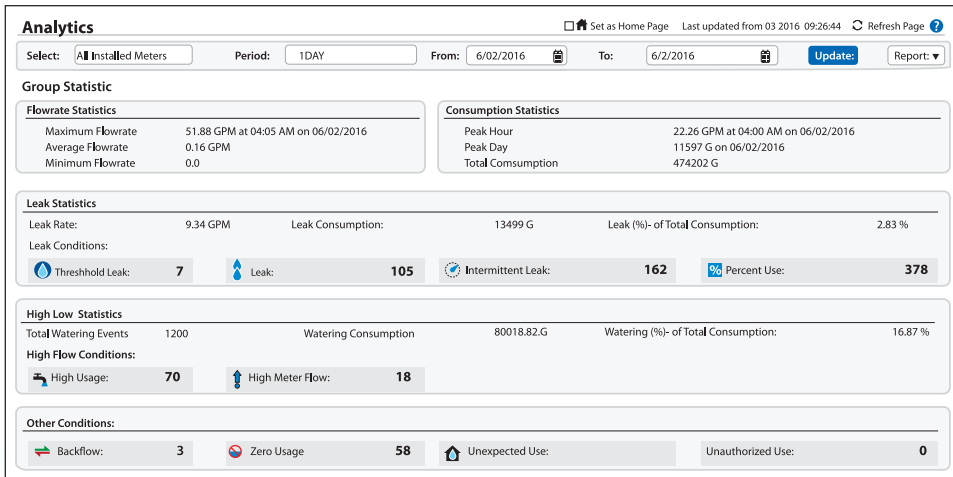 Analytics
Set as Home Page Last updated from 03 2016 09:26:44 Refresh Page ?
Select: All Installed Meters Period: 1DAY From: 6/02/2016 To: 6/2/2016 Update: Report: ▼
Group Statistic
Flowrate Statistics
Maximum Flowrate 51.88 GPM at 04:05 AM on 06/02/2016
Average Flowrate 0.16 GPM
Minimum Flowrate 0.0
Consumption Statistics
Peak Hour 22.26 GPM at 04:00 AM on 06/02/2016
Peak Day 11597 G on 06/02/2016
Total Comsumption 474202 G
Leak Statistics
Leak Rate: 9.34 GPM Leak Consumption: 13499 G Leak (%)- of Total Consumption: 2.83 %
Leak Conditions:
Threshhold Leak: 7 Leak: 105 Intermittent Leak: 162 % Percent Use: 378
High Low Statistics
Total Watering Events 1200 Watering Consumption 80018.82.G Watering (%)- of Total Consumption: 16.87 %
High Flow Conditions:
High Usage: 70 High Meter Flow: 18
Other Conditions:
Backflow: 3 Zero Usage 58 Unexpected Use: Unauthorized Use: 0